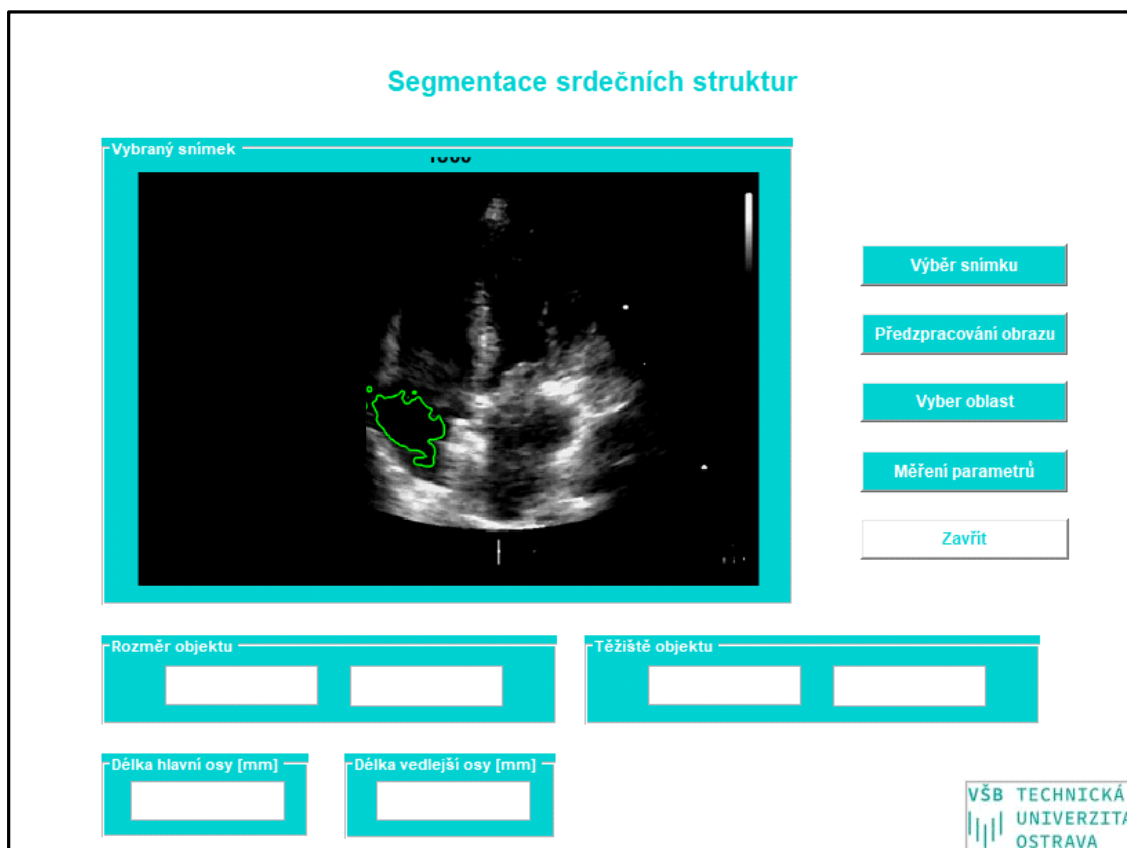 Segmentace srdečních struktur
Vybraný snímek
Výběr snímku
Předzpracování obrazu
Vyber oblast
Měření parametrů
Zavřít
Rozměr objektu
Těžiště objektu
Délka hlavní osy [mm]
Délka vedlejší osy [mm]
VŠB TECHNICKÁ
UNIVERZITA
OSTRAVA